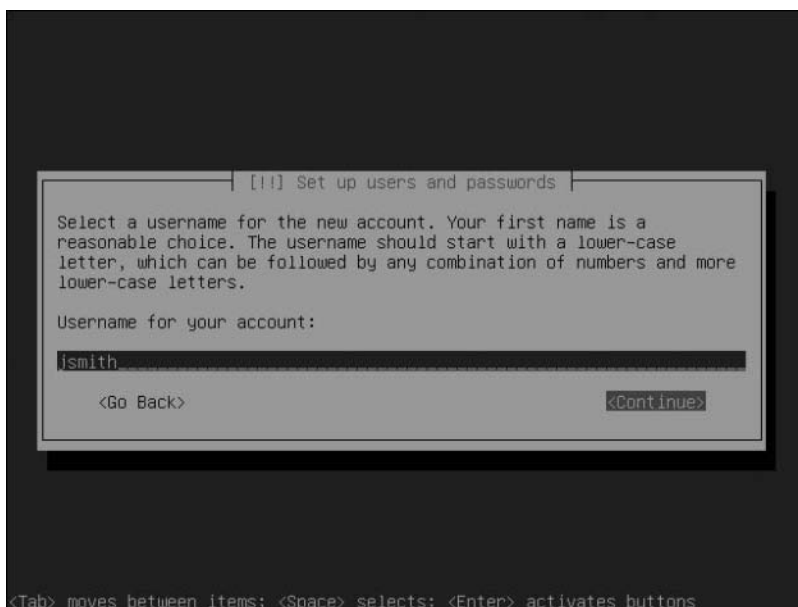 [!!] Set up users and passwords
Select a username for the new account. Your first name is a
reasonable choice. The username should start with a lower-case
letter, which can be followed by any combination of numbers and more
lower-case letters.
Username for your account:
jsmith
<Go Back> <Continue>
<Tab> moves between items; <Space> selects; <Enter> activates buttons